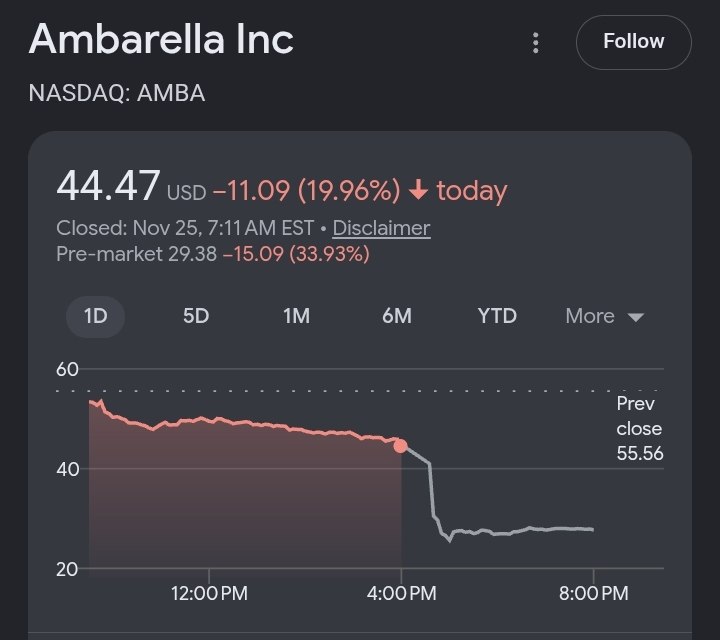 Ambarella Inc
Follow
NASDAQ: AMBA
44.47 USD −11.09 (19.96%) ↓ today
Closed: Nov 25, 7:11 AM EST • Disclaimer
Pre-market 29.38 −15.09 (33.93%)
1D 5D 1M 6M YTD More
60
Prev
close
55.56
40
20
12:00 PM 4:00 PM 8:00 PM